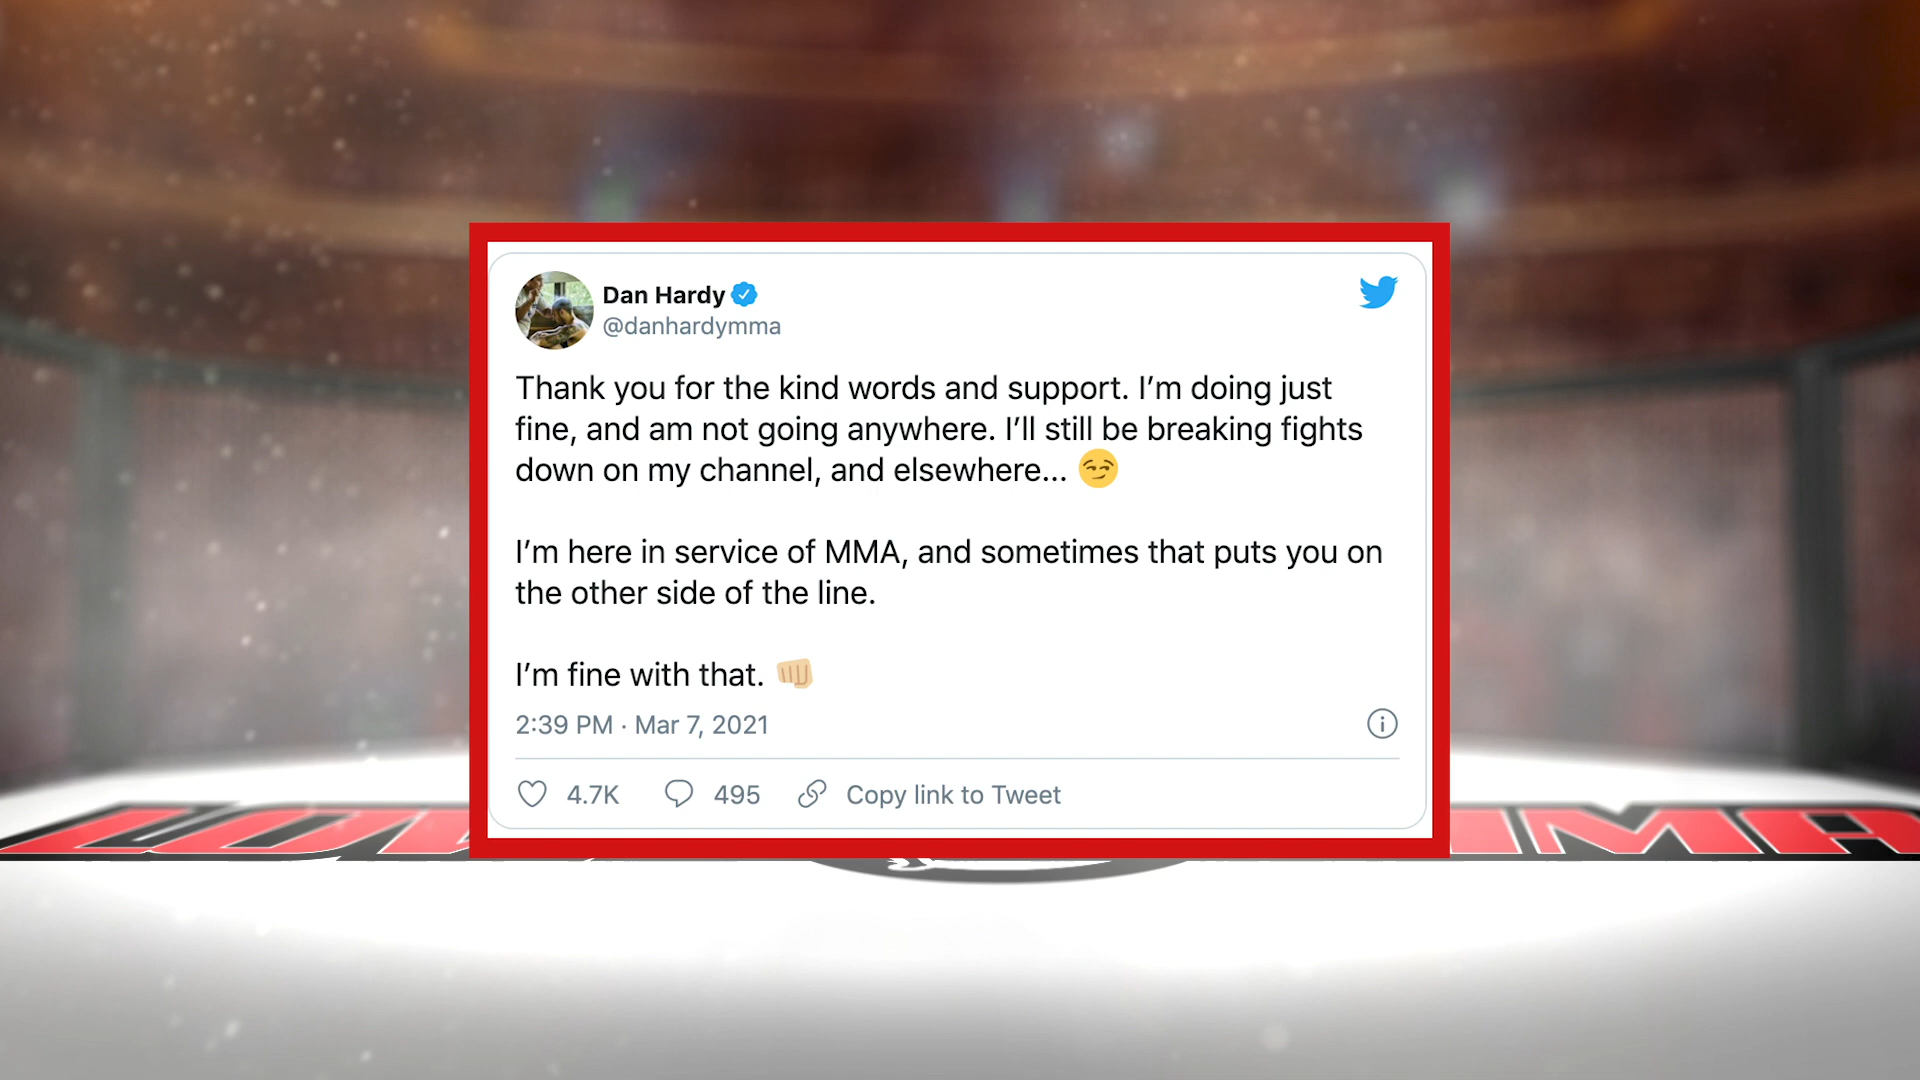 Dan Hardy
@danhardymma
Thank you for the kind words and support. I’m doing just
fine, and am not going anywhere. I’ll still be breaking fights
down on my channel, and elsewhere... 😏
I’m here in service of MMA, and sometimes that puts you on
the other side of the line.
I’m fine with that. 👊🏼
2:39 PM · Mar 7, 2021
4.7K 495 Copy link to Tweet